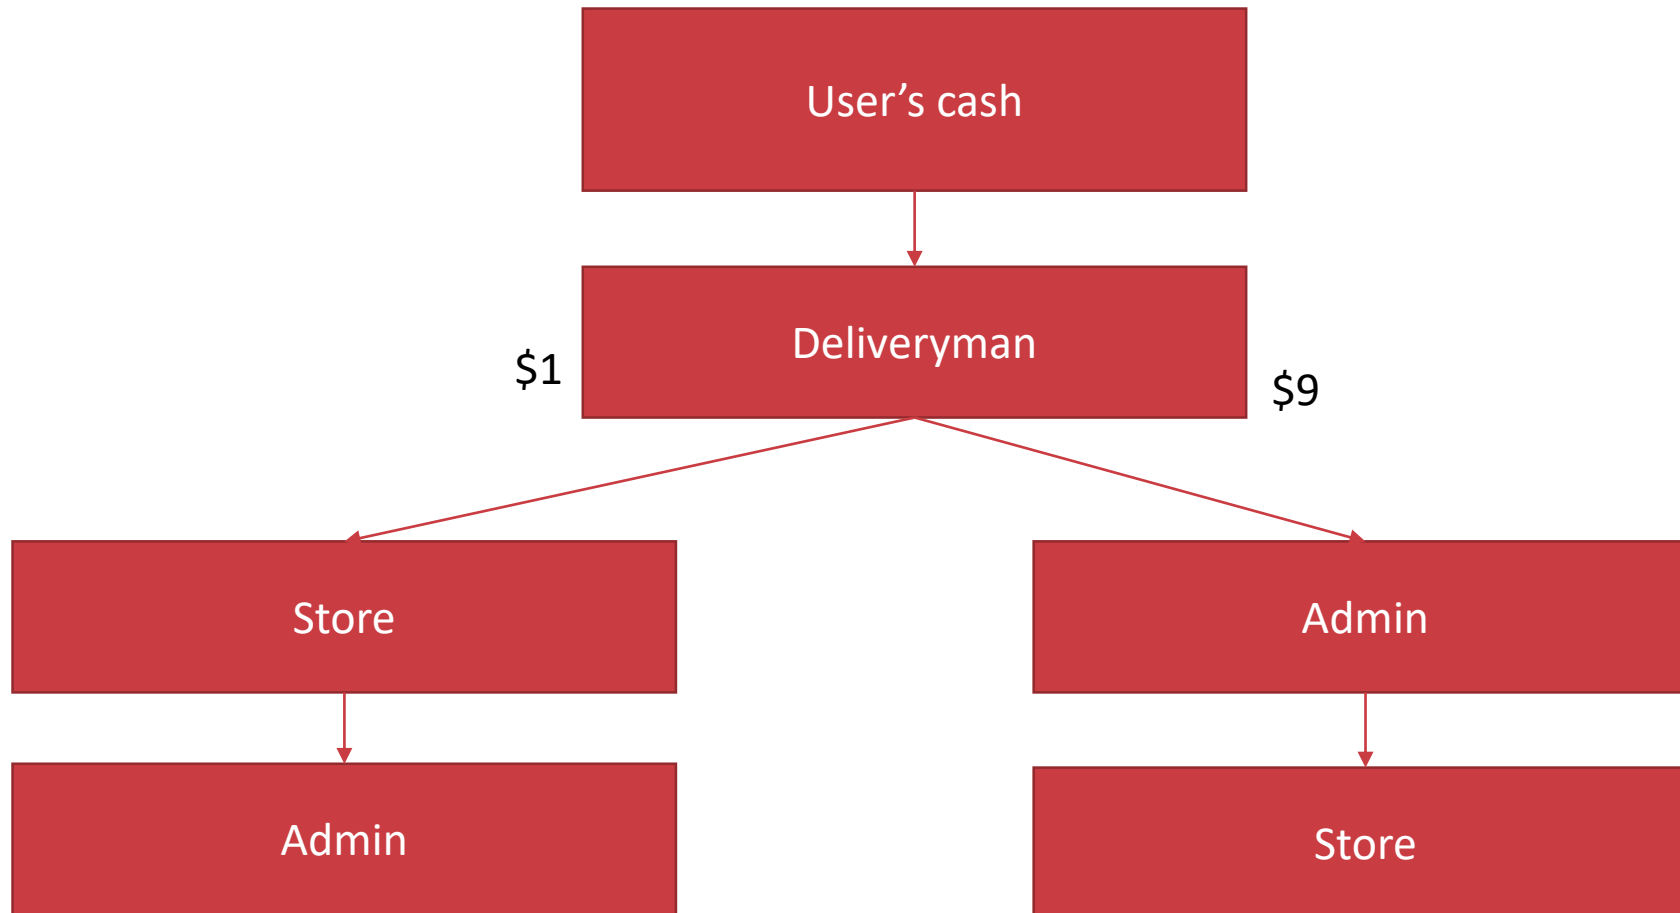 User’s cash
Deliveryman
$1
$9
Store
Admin
Admin
Store